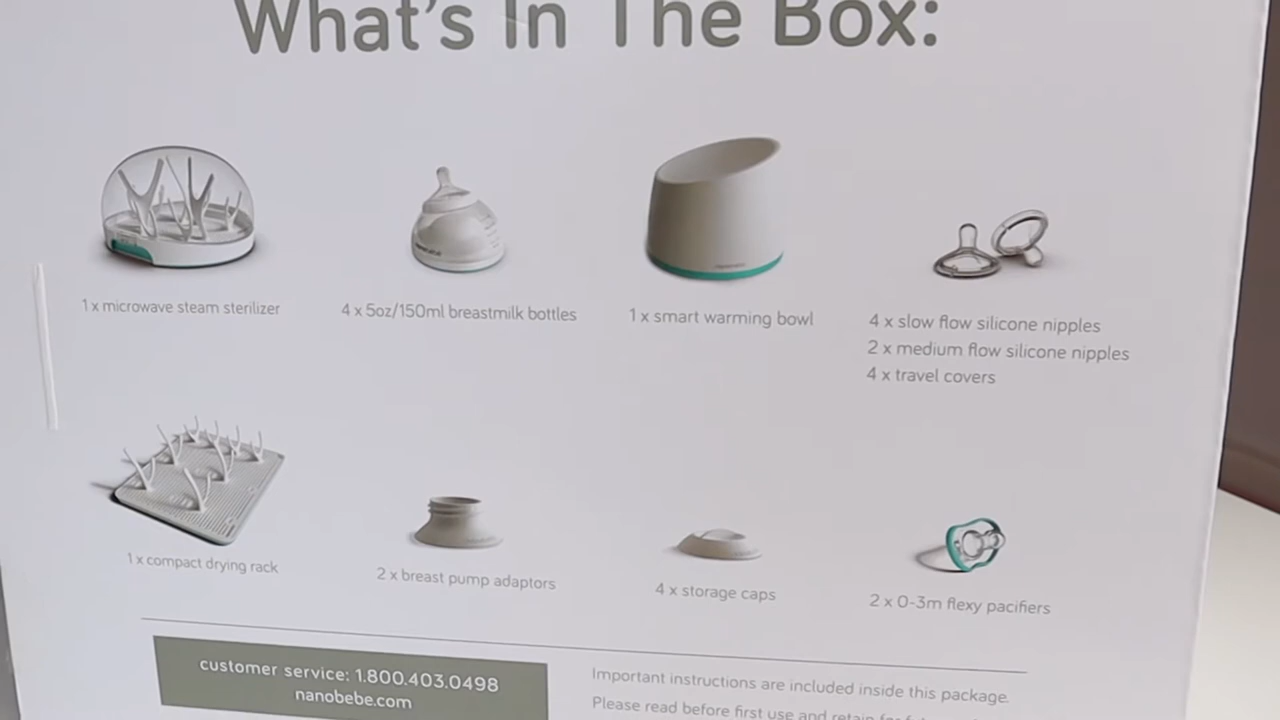 What's In The Box:
1 x microwave steam sterilizer
4 x 5oz/150ml breastmilk bottles
1 x smart warming bowl
4 x slow flow silicone nipples
2 x medium flow silicone nipples
4 x travel covers
1 x compact drying rack
2 x breast pump adaptors
4 x storage caps
2 x 0-3m flexy pacifiers
customer service: 1.800.403.0498
nanobebe.com
Important instructions are included inside this package.
Please read before first use and retain for